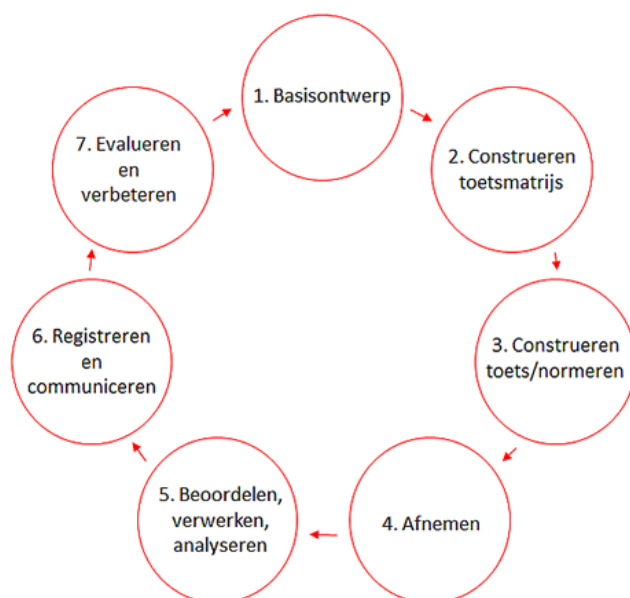 1. Basisontwerp
2. Construeren
toetsmatrijs
3. Construeren
toets/normeren
4. Afnemen
5. Beoordelen,
verwerken,
analyseren
6. Registreren
en
communiceren
7. Evalueren
en
verbeteren